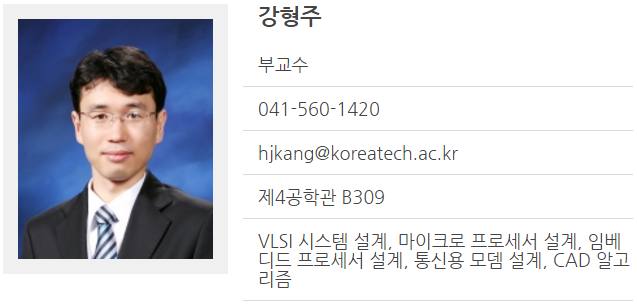 강형주
부교수
041-560-1420
hjkang@koreatech.ac.kr
제4공학관 B309
VLSI 시스템 설계, 마이크로 프로세서 설계, 임베
디드 프로세서 설계, 통신용 모뎀 설계, CAD 알고
리즘